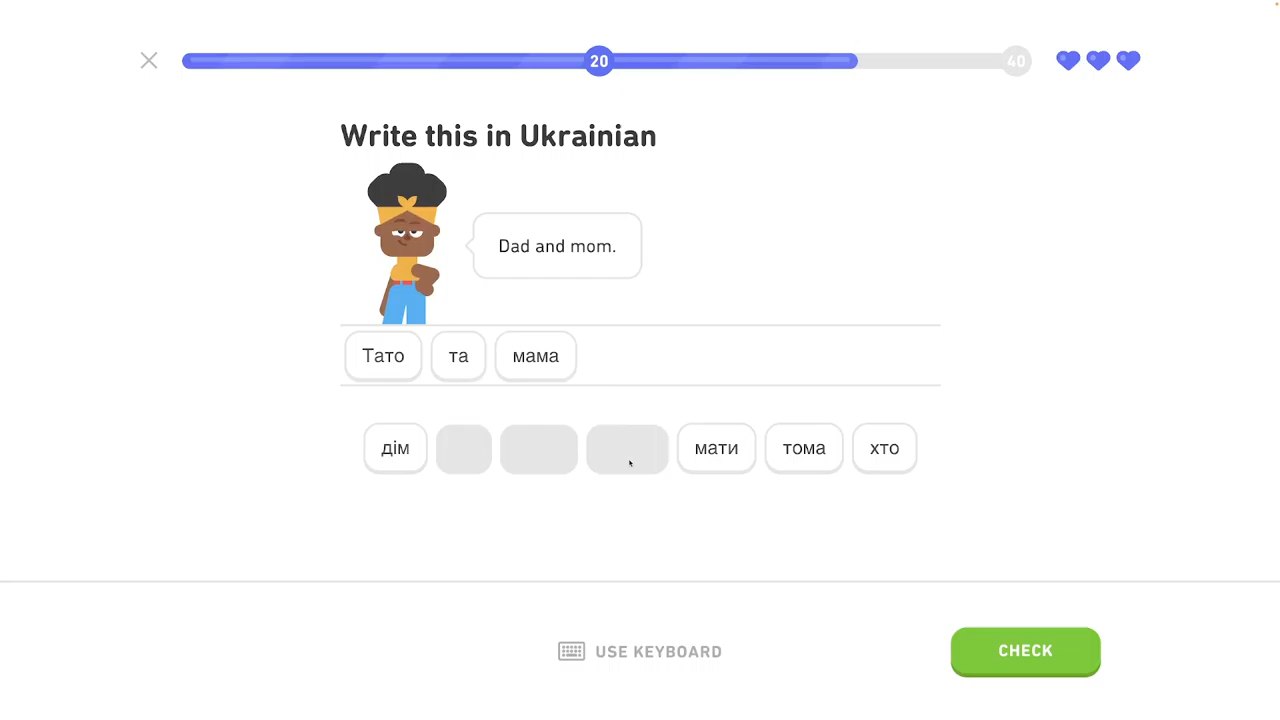 20 40
Write this in Ukrainian
Dad and mom.
Тато та мама
дім мати тома хто
USE KEYBOARD CHECK